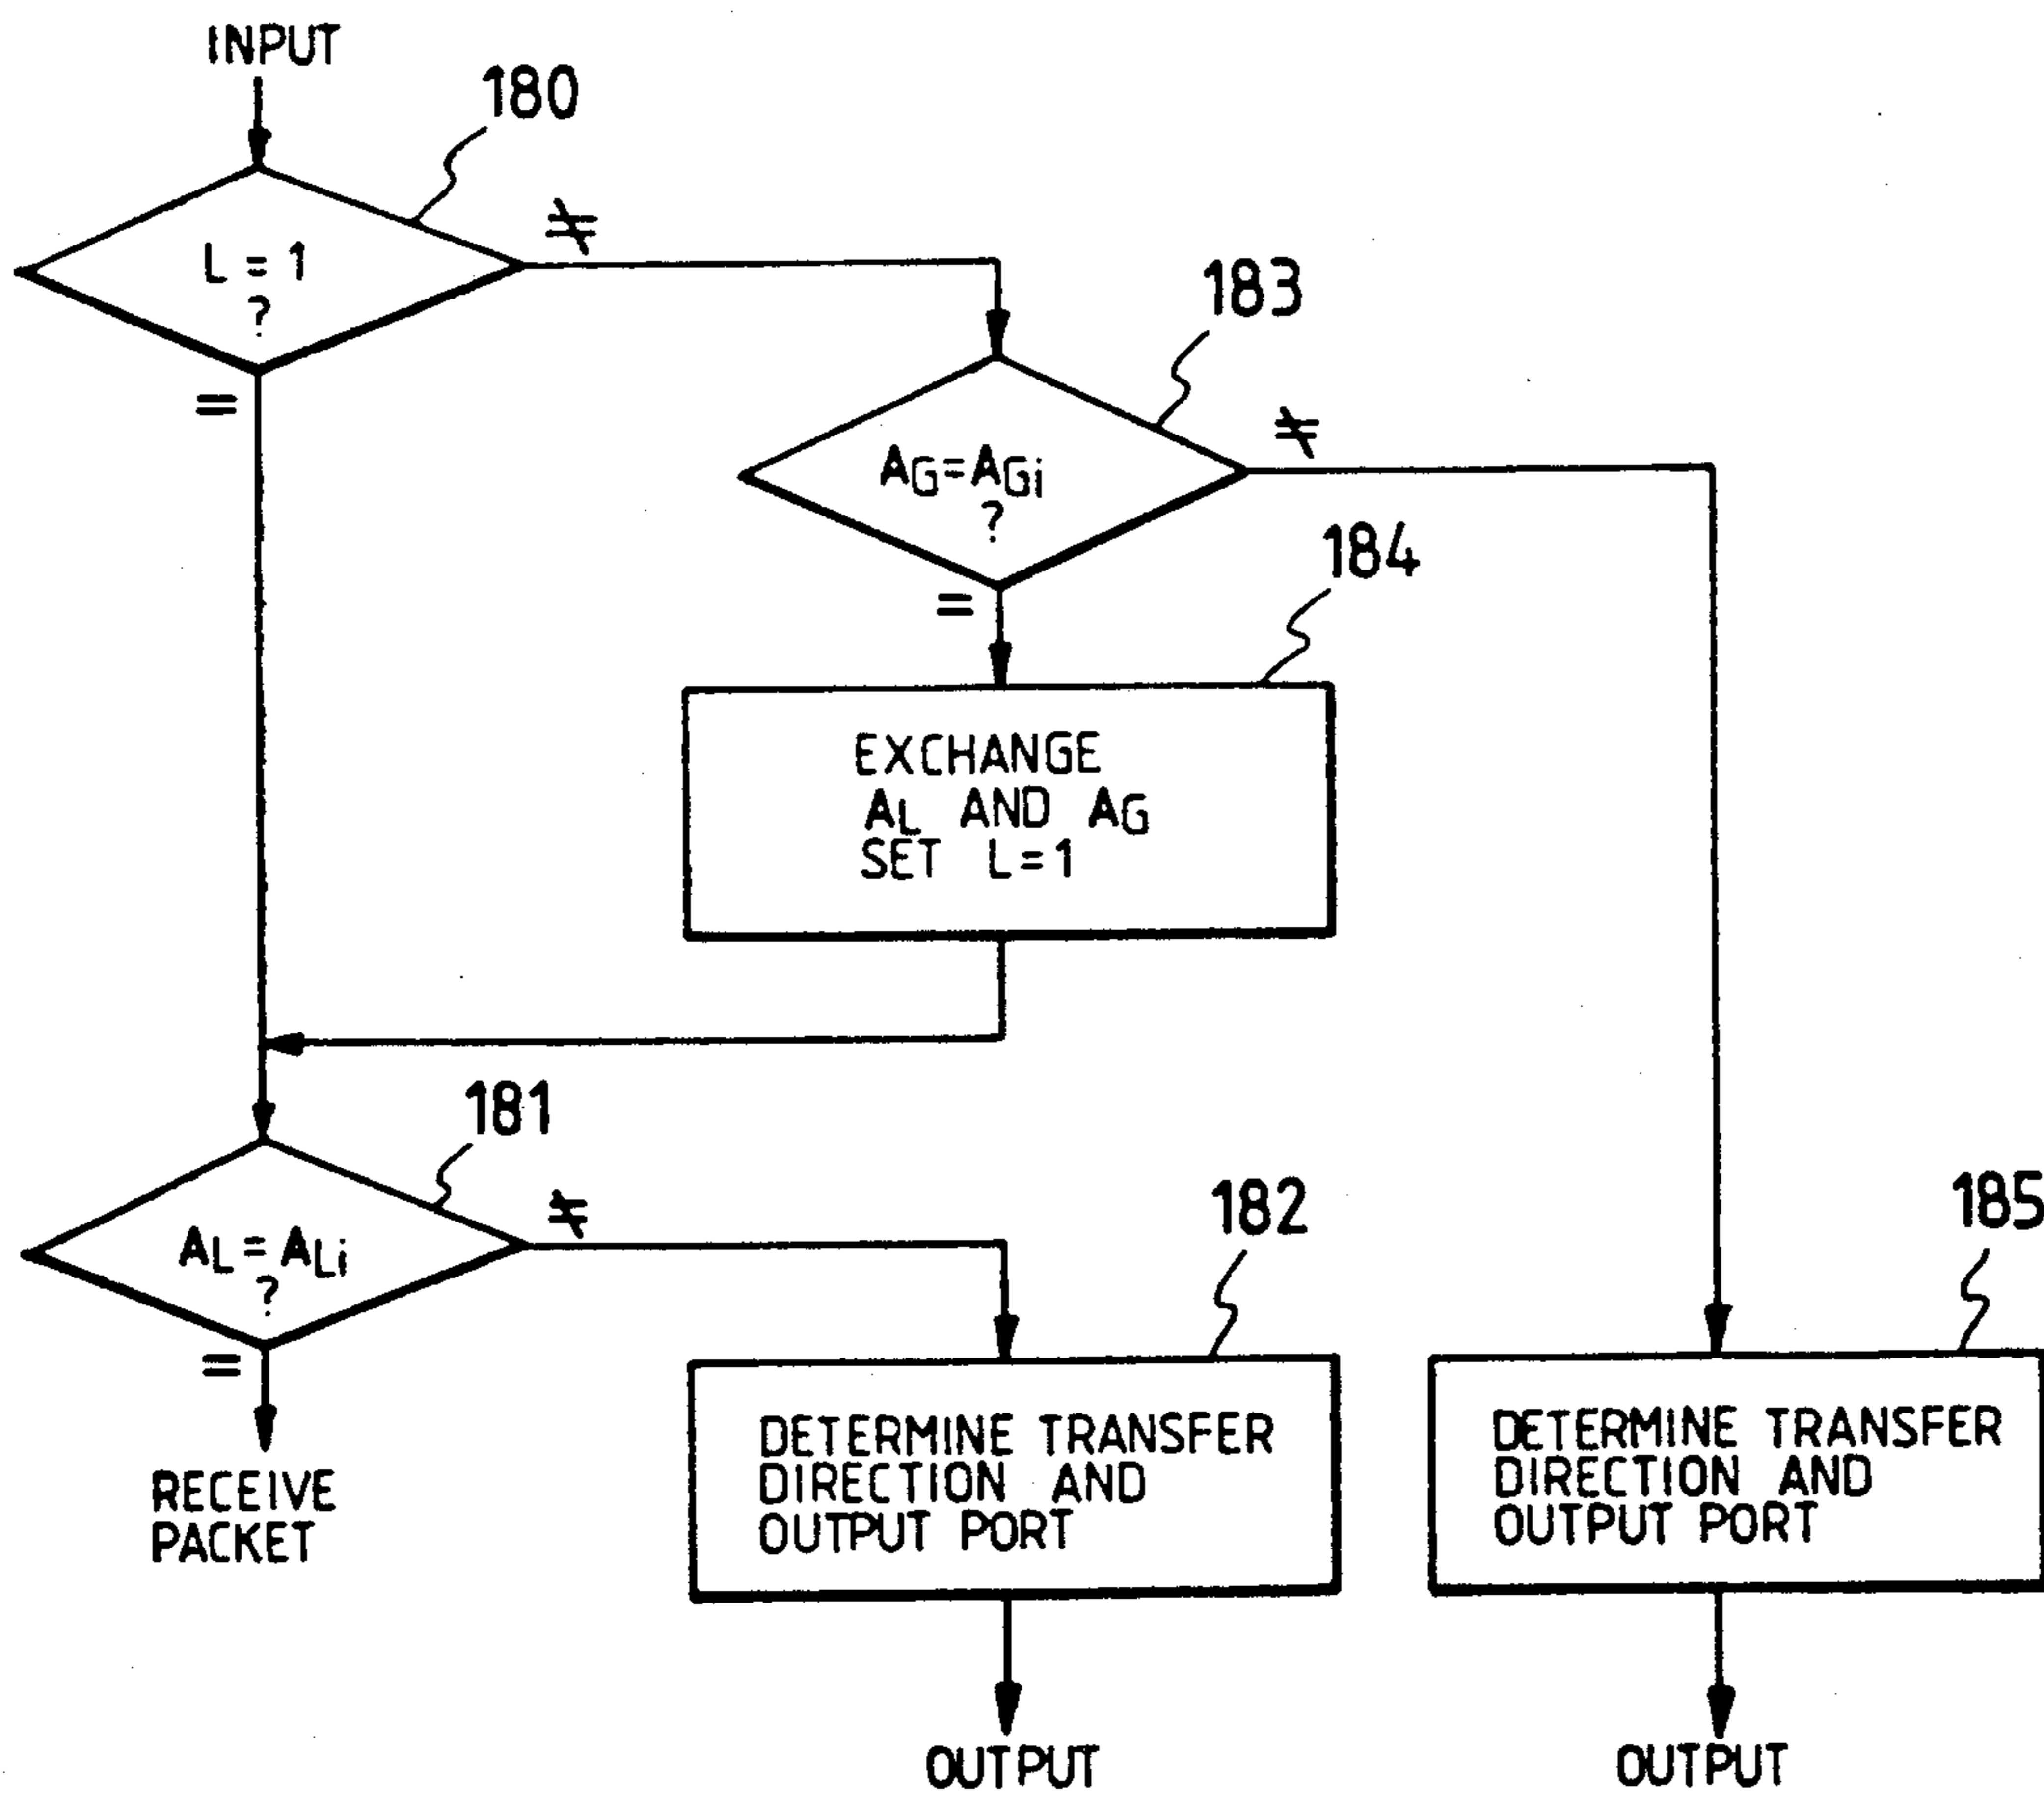 INPUT
180
L = 1
?
≠
=
183
AG=AGi
?
≠
=
184
EXCHANGE
AL AND AG
SET L=1
181
AL=ALi
?
≠
=
RECEIVE
PACKET
182
DETERMINE TRANSFER
DIRECTION AND
OUTPUT PORT
OUTPUT
185
DETERMINE TRANSFER
DIRECTION AND
OUTPUT PORT
OUTPUT